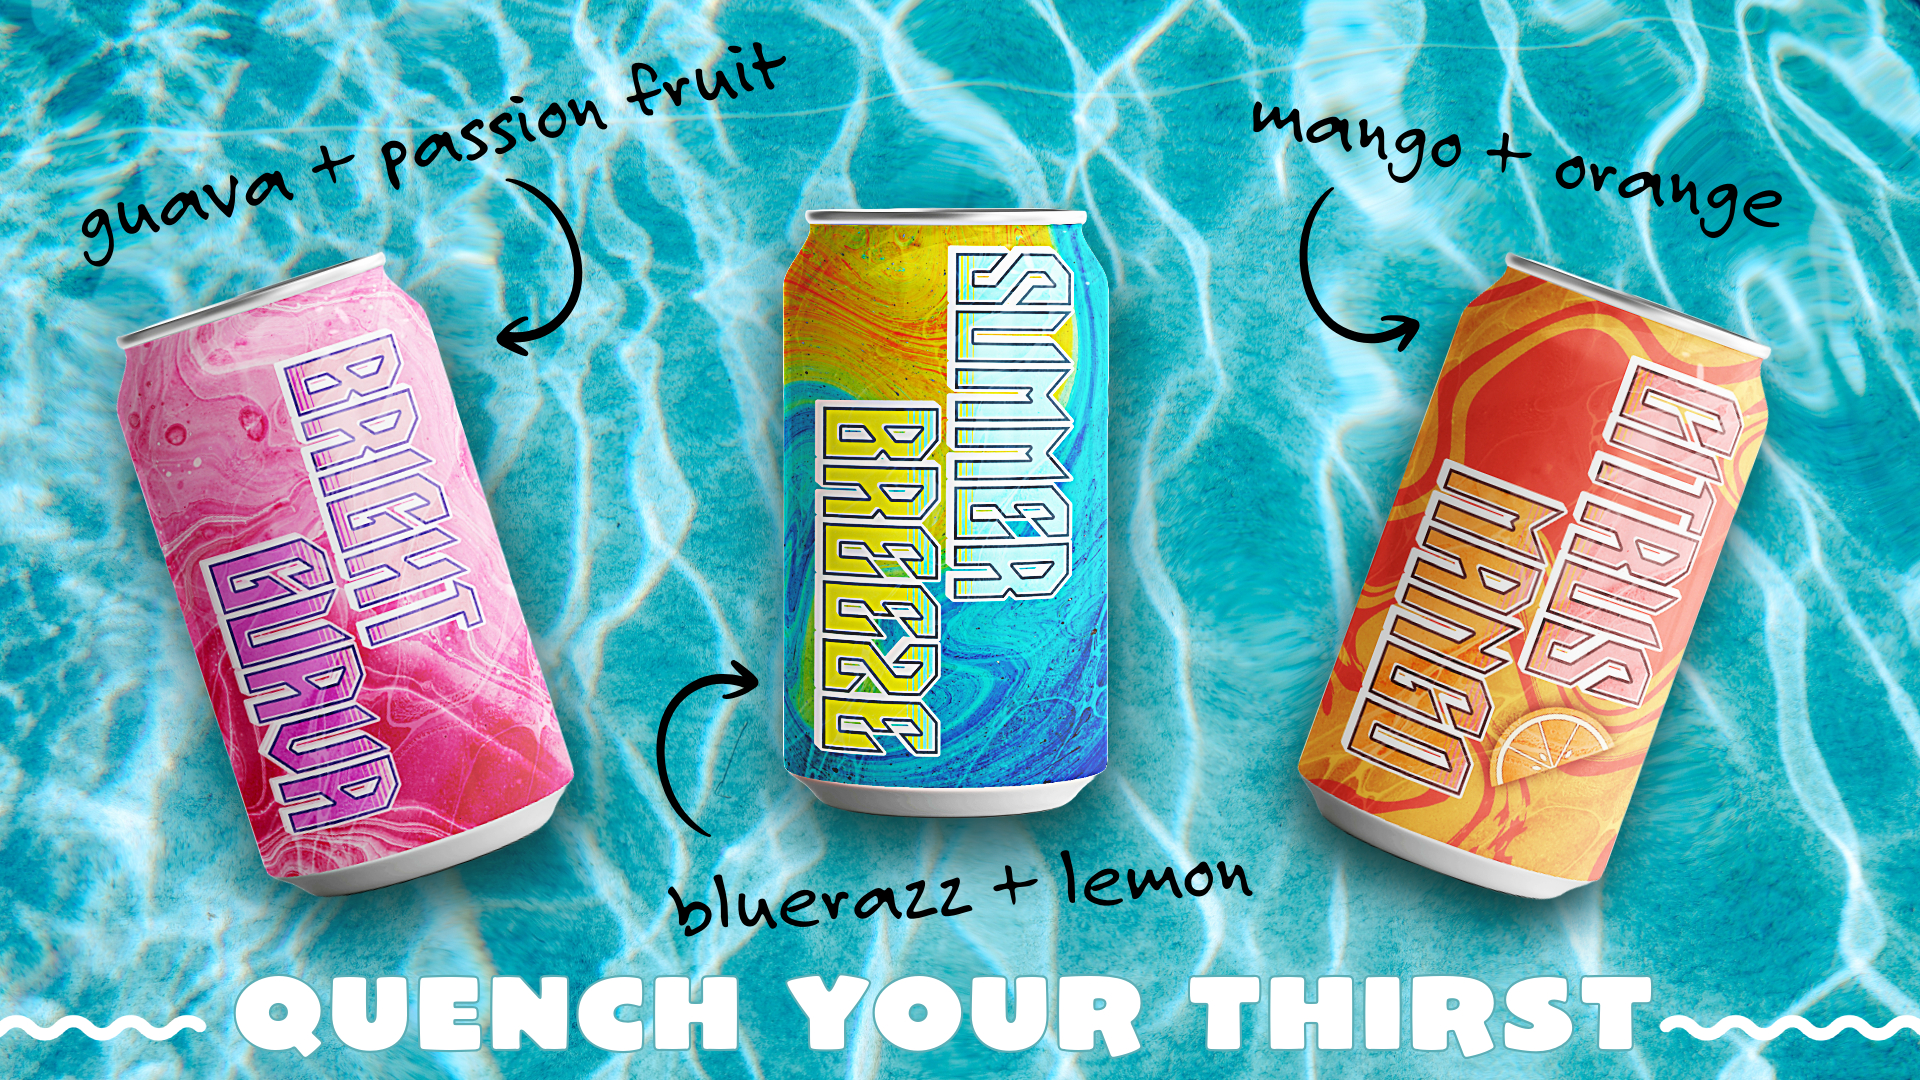 guava + passion fruit
mango + orange
BRIGHT
GUAVA
SUMMER
BREEZE
CITRUS
MANGO
bluerazz + lemon
QUENCH YOUR THIRST